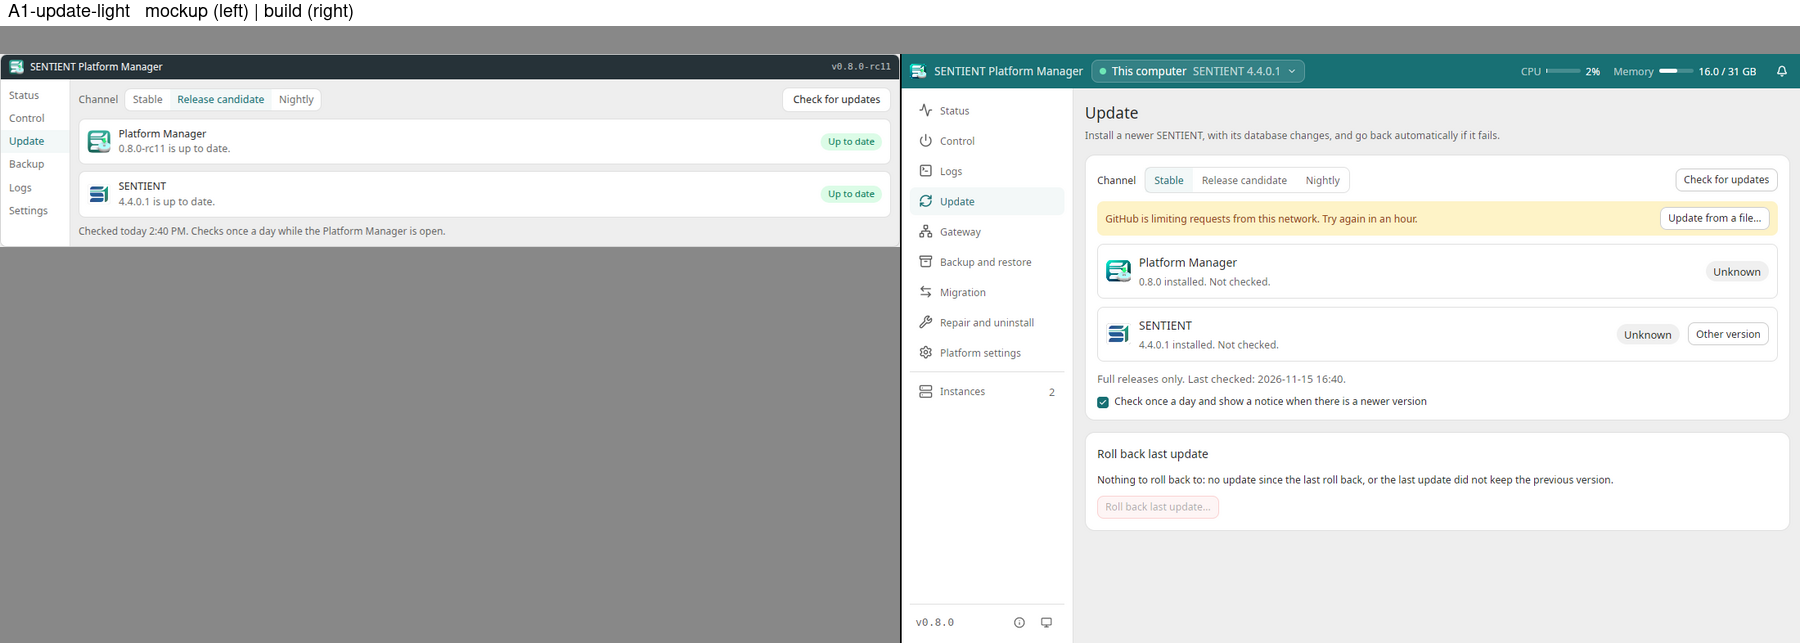 A1-update-light   mockup (left) | build (right)
SENTIENT Platform Manager
v0.8.0-rc11
Status
Control
Update
Backup
Logs
Settings
Channel
Stable
Release candidate
Nightly
Check for updates
Platform Manager
0.8.0-rc11 is up to date.
Up to date
SENTIENT
4.4.0.1 is up to date.
Up to date
Checked today 2:40 PM. Checks once a day while the Platform Manager is open.
SENTIENT Platform Manager
This computer SENTIENT 4.4.0.1
CPU 2%
Memory 16.0 / 31 GB
Status
Control
Logs
Update
Gateway
Backup and restore
Migration
Repair and uninstall
Platform settings
Instances 2
v0.8.0
Update
Install a newer SENTIENT, with its database changes, and go back automatically if it fails.
Channel
Stable
Release candidate
Nightly
Check for updates
GitHub is limiting requests from this network. Try again in an hour.
Update from a file...
Platform Manager
0.8.0 installed. Not checked.
Unknown
SENTIENT
4.4.0.1 installed. Not checked.
Unknown
Other version
Full releases only. Last checked: 2026-11-15 16:40.
Check once a day and show a notice when there is a newer version
Roll back last update
Nothing to roll back to: no update since the last roll back, or the last update did not keep the previous version.
Roll back last update...